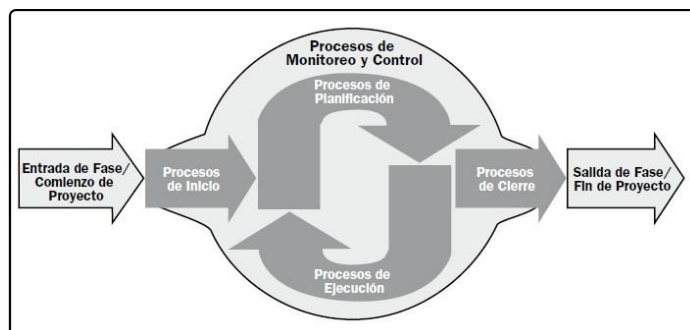 Procesos de
Monitoreo y Control
Procesos de
Planificación
Entrada de Fase/
Comienzo de
Proyecto
Procesos
de Inicio
Procesos
de Cierre
Salida de Fase/
Fin de Proyecto
Procesos de
Ejecución